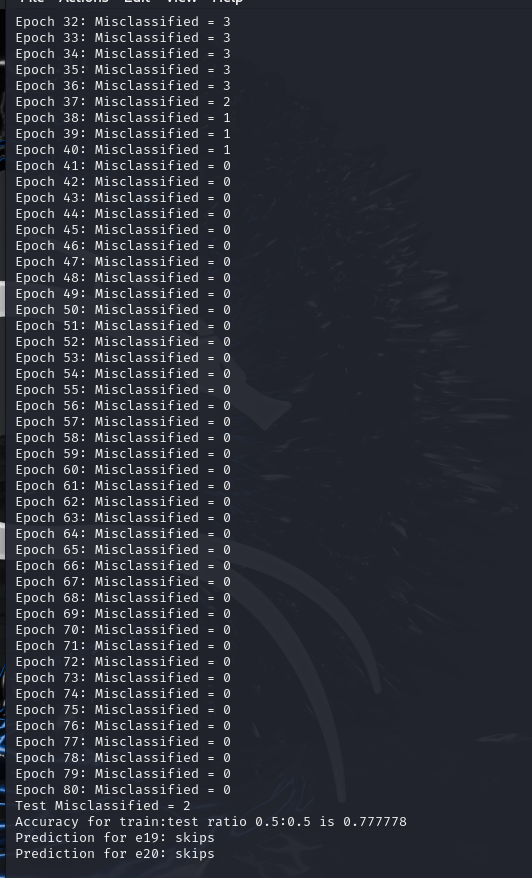 File Actions Edit View Help
Epoch 32: Misclassified = 3
Epoch 33: Misclassified = 3
Epoch 34: Misclassified = 3
Epoch 35: Misclassified = 3
Epoch 36: Misclassified = 3
Epoch 37: Misclassified = 2
Epoch 38: Misclassified = 1
Epoch 39: Misclassified = 1
Epoch 40: Misclassified = 1
Epoch 41: Misclassified = 0
Epoch 42: Misclassified = 0
Epoch 43: Misclassified = 0
Epoch 44: Misclassified = 0
Epoch 45: Misclassified = 0
Epoch 46: Misclassified = 0
Epoch 47: Misclassified = 0
Epoch 48: Misclassified = 0
Epoch 49: Misclassified = 0
Epoch 50: Misclassified = 0
Epoch 51: Misclassified = 0
Epoch 52: Misclassified = 0
Epoch 53: Misclassified = 0
Epoch 54: Misclassified = 0
Epoch 55: Misclassified = 0
Epoch 56: Misclassified = 0
Epoch 57: Misclassified = 0
Epoch 58: Misclassified = 0
Epoch 59: Misclassified = 0
Epoch 60: Misclassified = 0
Epoch 61: Misclassified = 0
Epoch 62: Misclassified = 0
Epoch 63: Misclassified = 0
Epoch 64: Misclassified = 0
Epoch 65: Misclassified = 0
Epoch 66: Misclassified = 0
Epoch 67: Misclassified = 0
Epoch 68: Misclassified = 0
Epoch 69: Misclassified = 0
Epoch 70: Misclassified = 0
Epoch 71: Misclassified = 0
Epoch 72: Misclassified = 0
Epoch 73: Misclassified = 0
Epoch 74: Misclassified = 0
Epoch 75: Misclassified = 0
Epoch 76: Misclassified = 0
Epoch 77: Misclassified = 0
Epoch 78: Misclassified = 0
Epoch 79: Misclassified = 0
Epoch 80: Misclassified = 0
Test Misclassified = 2
Accuracy for train:test ratio 0.5:0.5 is 0.777778
Prediction for e19: skips
Prediction for e20: skips